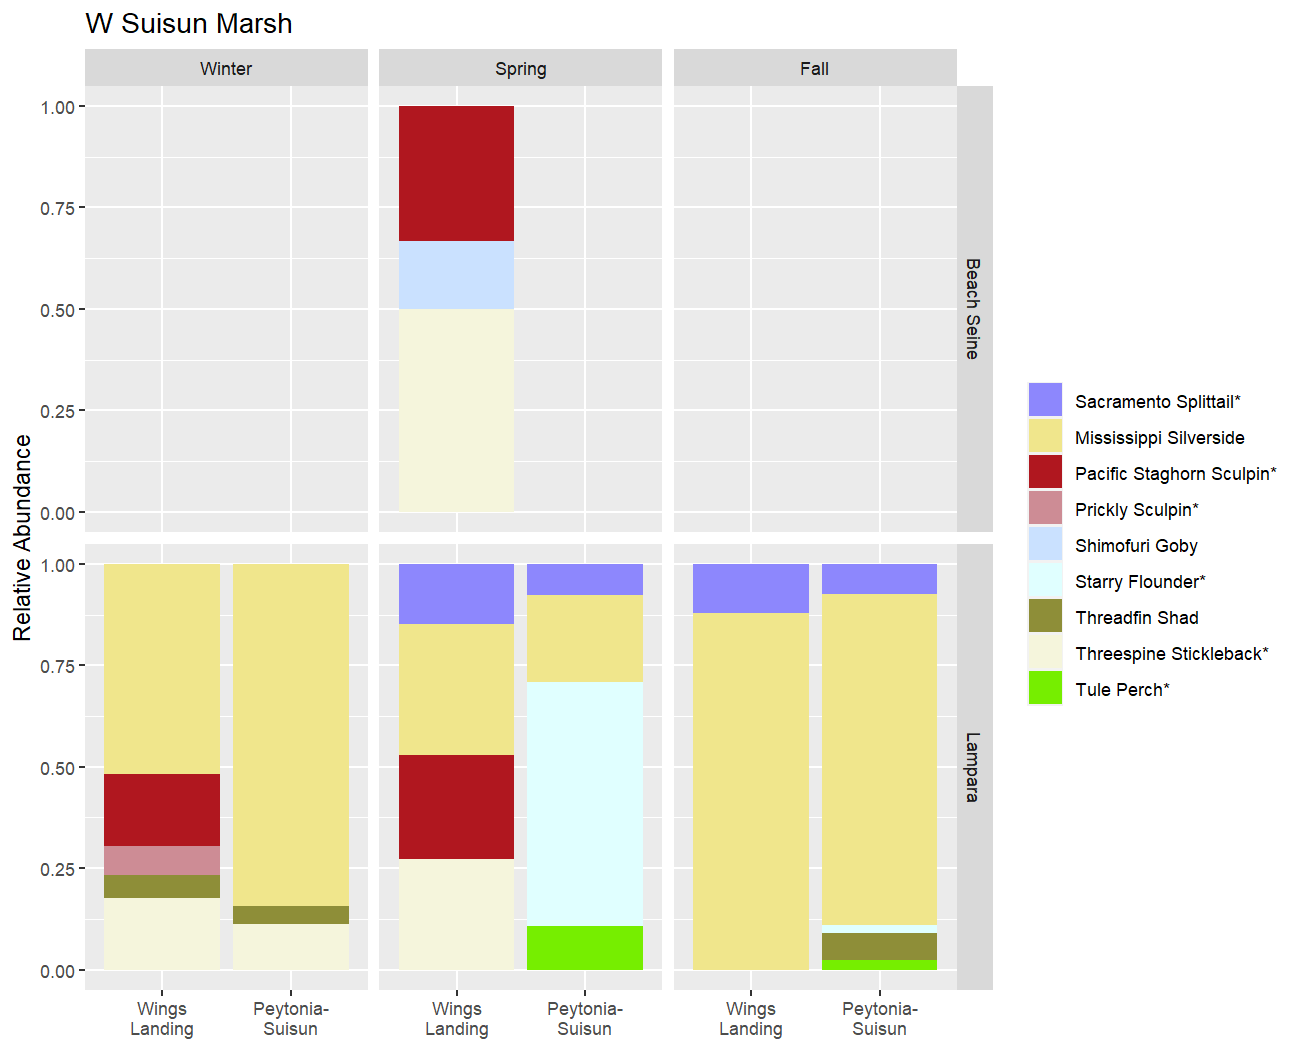 W Suisun Marsh
Winter
Spring
Fall
1.00
0.75
0.50
0.25
0.00
Beach Seine
Relative Abundance
1.00
0.75
0.50
0.25
0.00
Lampara
Wings
Landing
Peytonia-
Suisun
Wings
Landing
Peytonia-
Suisun
Wings
Landing
Peytonia-
Suisun
Sacramento Splittail*
Mississippi Silverside
Pacific Staghorn Sculpin*
Prickly Sculpin*
Shimofuri Goby
Starry Flounder*
Threadfin Shad
Threespine Stickleback*
Tule Perch*